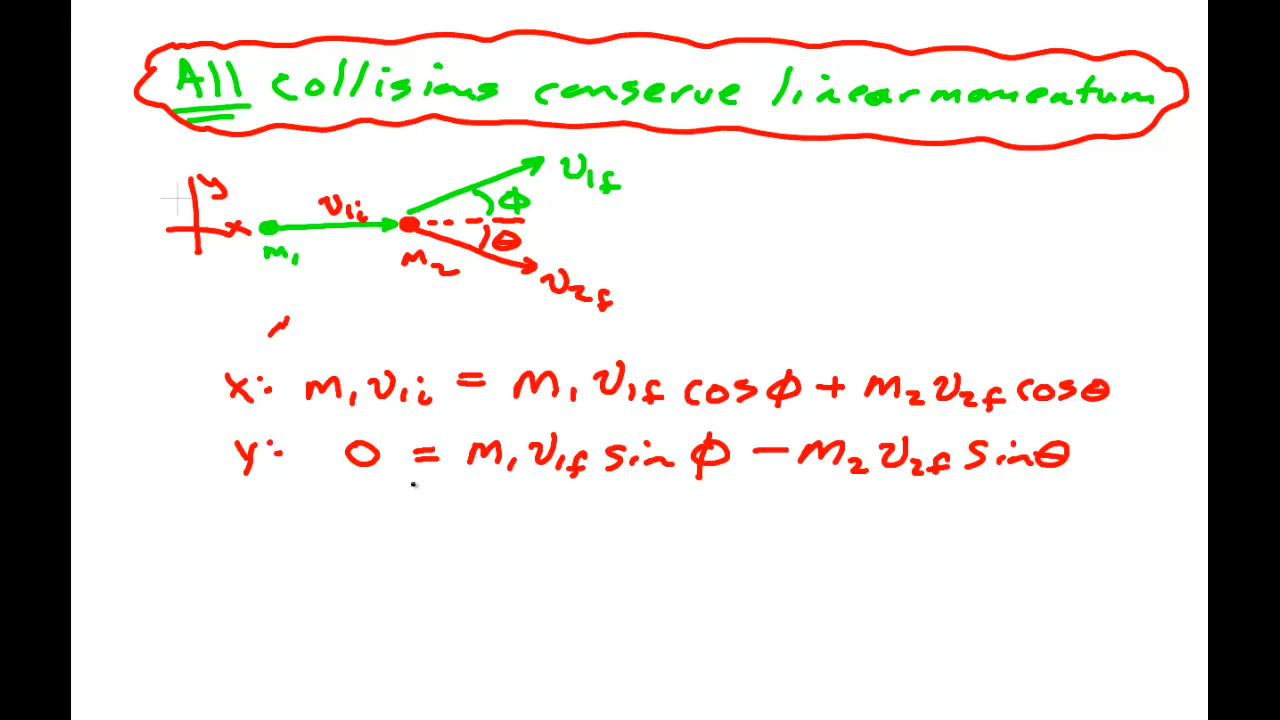 All collisions conserve linear momentum
y
x
v₁ᵢ
m₁
m₂
v₁f
ϕ
θ
v₂f
x: m₁v₁ᵢ = m₁v₁f cosϕ + m₂v₂f cosθ
y: 0 = m₁v₁f sin ϕ − m₂v₂f sinθ